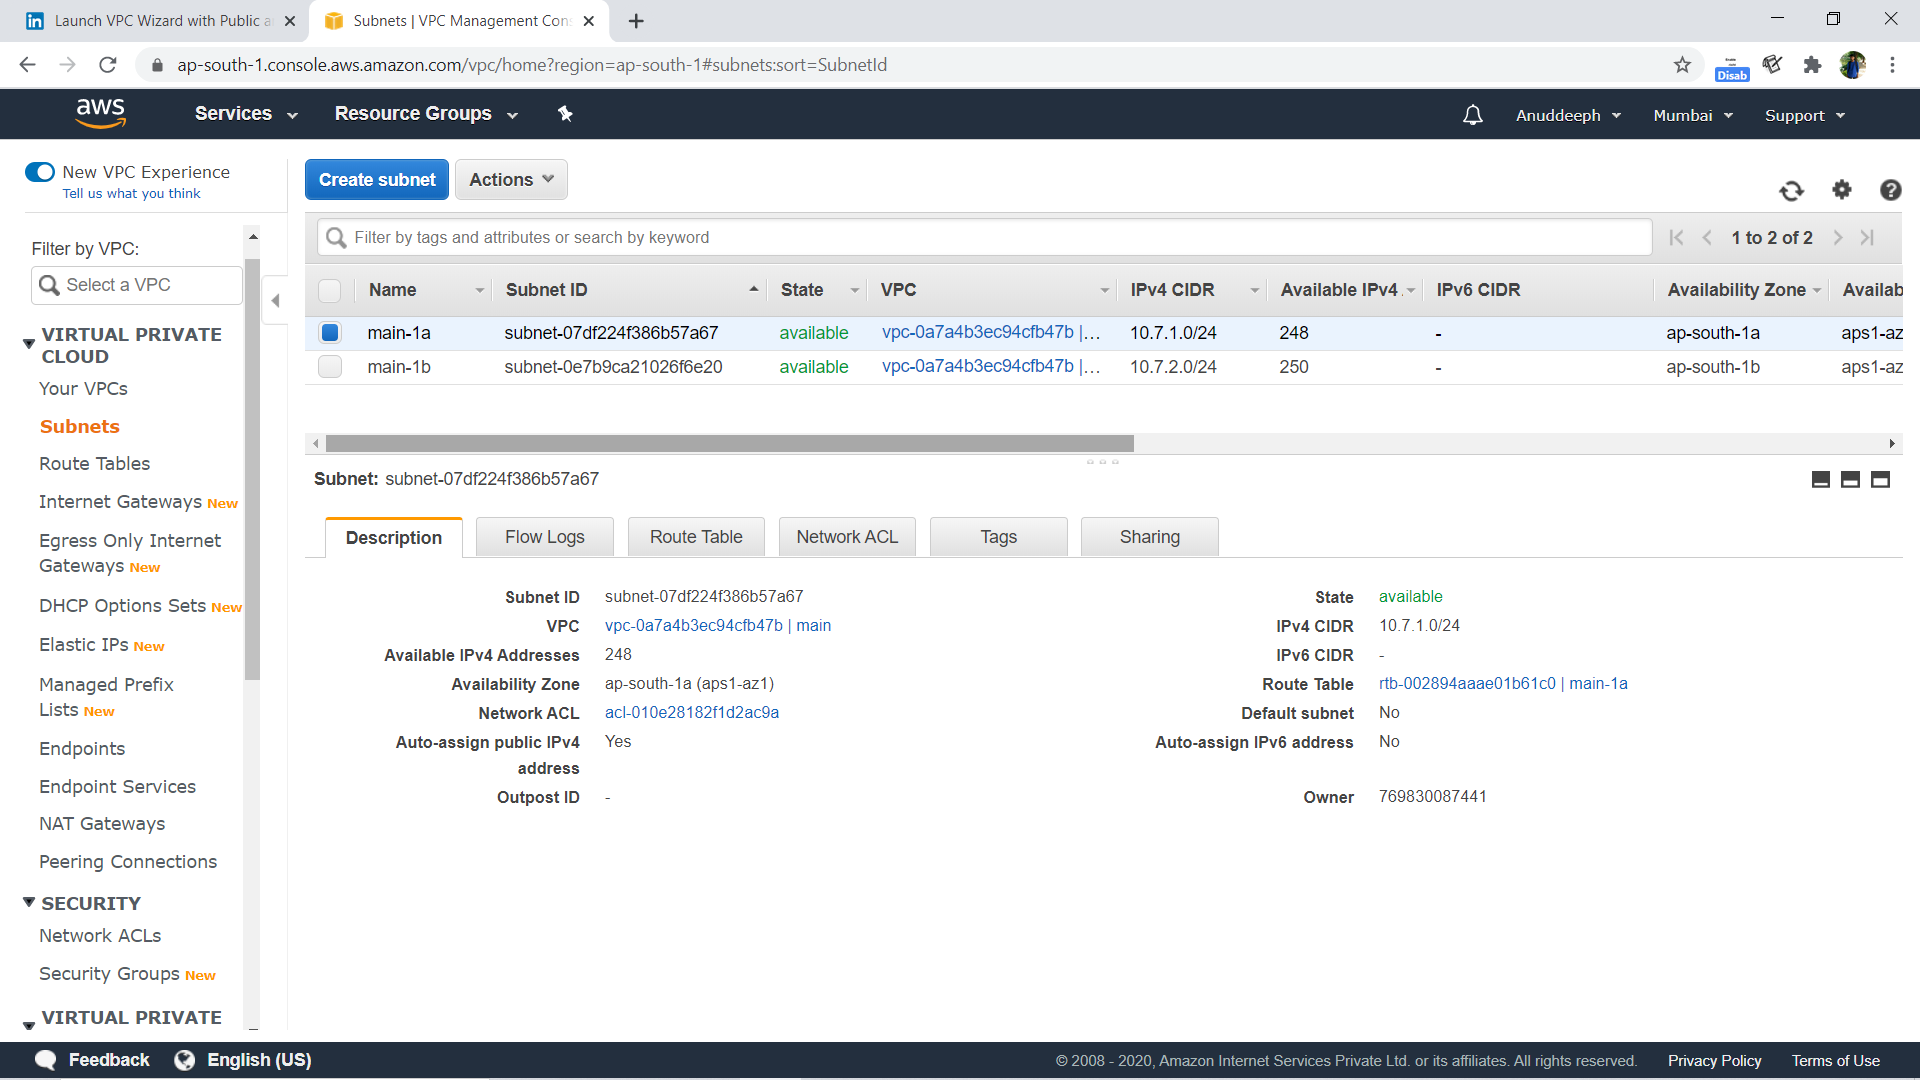 Launch VPC Wizard with Public a
Subnets | VPC Management Con
ap-south-1.console.aws.amazon.com/vpc/home?region=ap-south-1#subnets:sort=SubnetId
Disab
aws
Services
Resource Groups
Anuddeeph
Mumbai
Support
New VPC Experience
Tell us what you think
Create subnet
Actions
Filter by VPC:
Select a VPC
Filter by tags and attributes or search by keyword
1 to 2 of 2
Name Subnet ID State VPC IPv4 CIDR Available IPv4 IPv6 CIDR Availability Zone Availab
main-1a subnet-07df224f386b57a67 available vpc-0a7a4b3ec94cfb47b |... 10.7.1.0/24 248 - ap-south-1a aps1-az
main-1b subnet-0e7b9ca21026f6e20 available vpc-0a7a4b3ec94cfb47b |... 10.7.2.0/24 250 - ap-south-1b aps1-az
VIRTUAL PRIVATE
CLOUD
Your VPCs
Subnets
Route Tables
Internet Gateways New
Egress Only Internet
Gateways New
DHCP Options Sets New
Elastic IPs New
Managed Prefix
Lists New
Endpoints
Endpoint Services
NAT Gateways
Peering Connections
SECURITY
Network ACLs
Security Groups New
VIRTUAL PRIVATE
Subnet: subnet-07df224f386b57a67
Description Flow Logs Route Table Network ACL Tags Sharing
Subnet ID subnet-07df224f386b57a67
VPC vpc-0a7a4b3ec94cfb47b | main
Available IPv4 Addresses 248
Availability Zone ap-south-1a (aps1-az1)
Network ACL acl-010e28182f1d2ac9a
Auto-assign public IPv4 Yes
address
Outpost ID -
State available
IPv4 CIDR 10.7.1.0/24
IPv6 CIDR -
Route Table rtb-002894aaae01b61c0 | main-1a
Default subnet No
Auto-assign IPv6 address No
Owner 769830087441
Feedback
English (US)
© 2008 - 2020, Amazon Internet Services Private Ltd. or its affiliates. All rights reserved.
Privacy Policy
Terms of Use